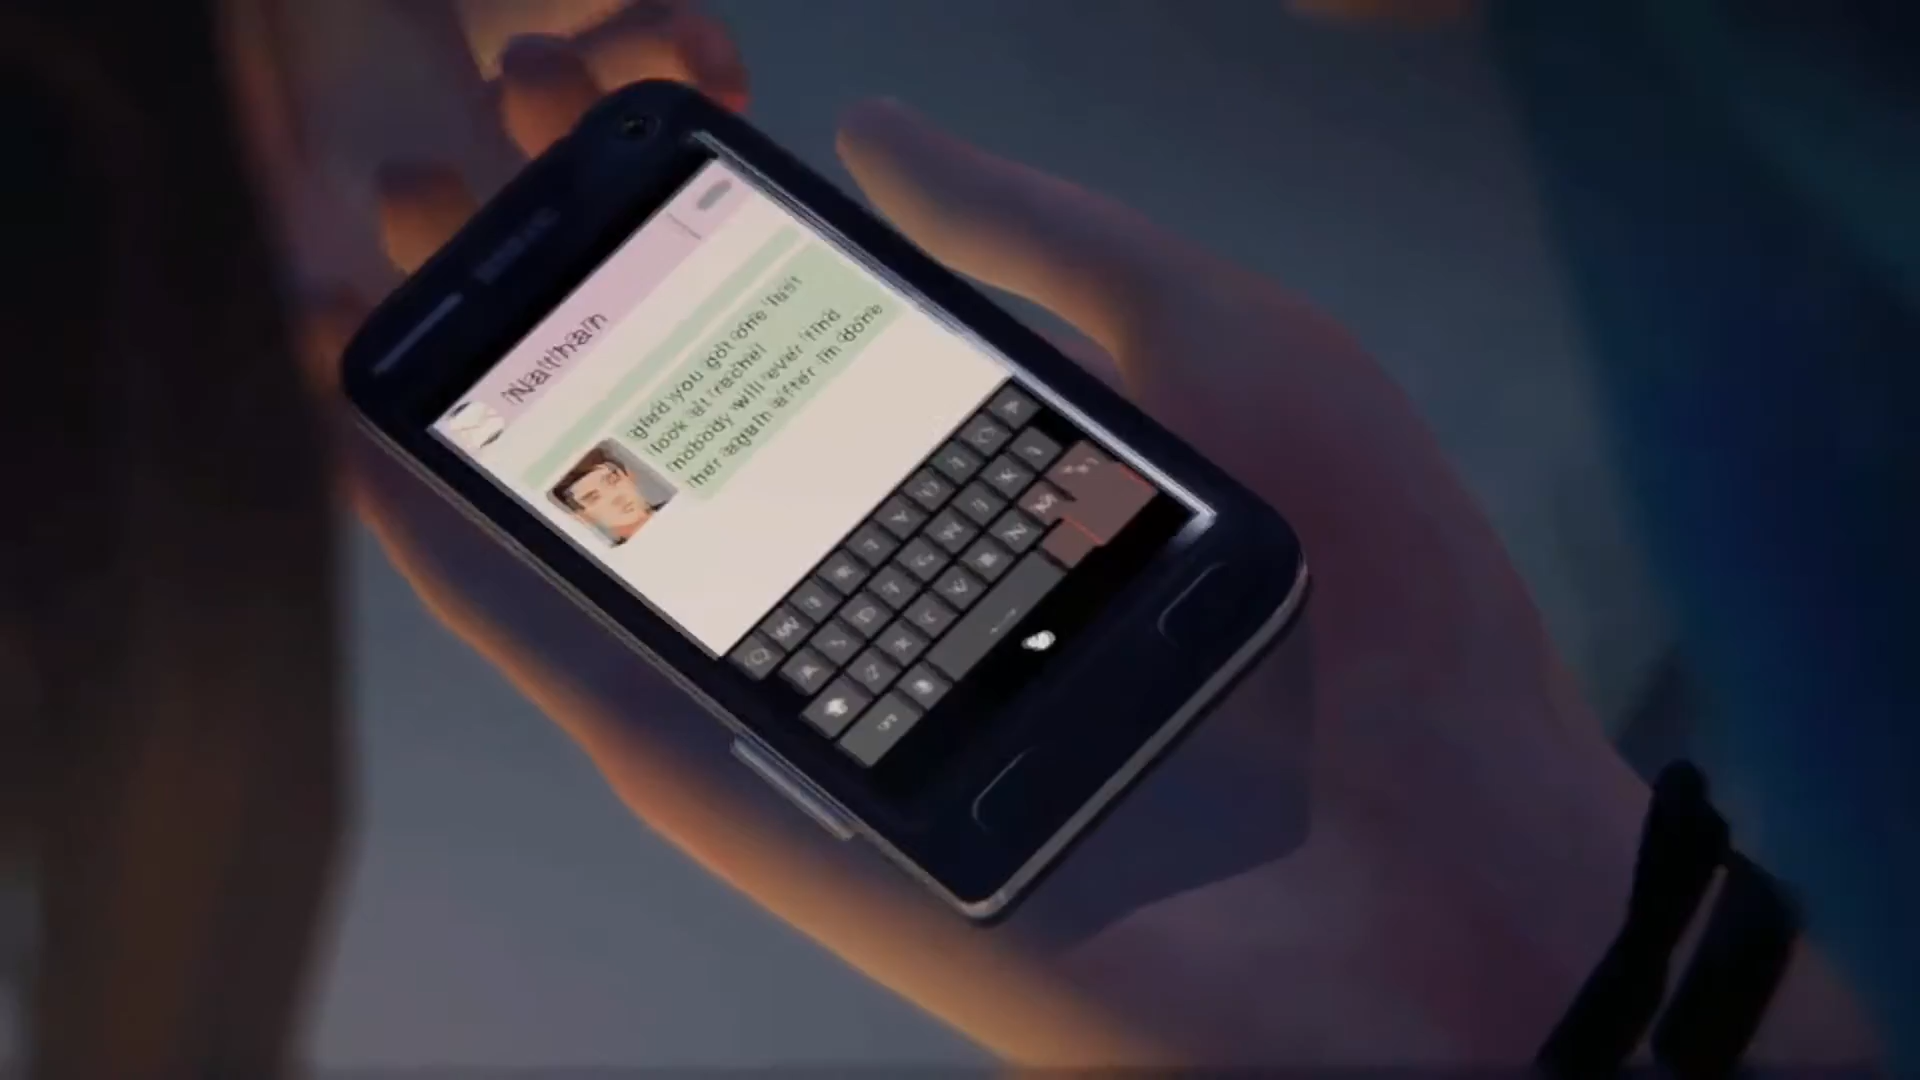 Nathan
glad you got one last
look at rachel
nobody will ever find
her again after im done